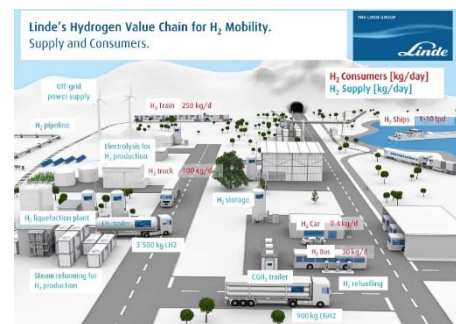 Linde's Hydrogen Value Chain for H₂ Mobility.
Supply and Consumers.
THE LINDE GROUP
Linde
H₂ Consumers [kg/day]
H₂ Supply [kg/day]
Off-grid
power supply
H₂ Train 250 kg/d
H₂ Ships 1-10 tpd
H₂ pipeline
Electrolysis for
H₂ production
H₂ truck 100 kg/d
H₂ storage
H₂ liquefaction plant
LH₂ trailer
H₂ Car 0.4 kg/d
3'500 kg LH2
H₂ Bus 30 kg/d
Steam reforming for
H₂ production
CGH₂ trailer
H₂ refuelling
900 kg CGH2